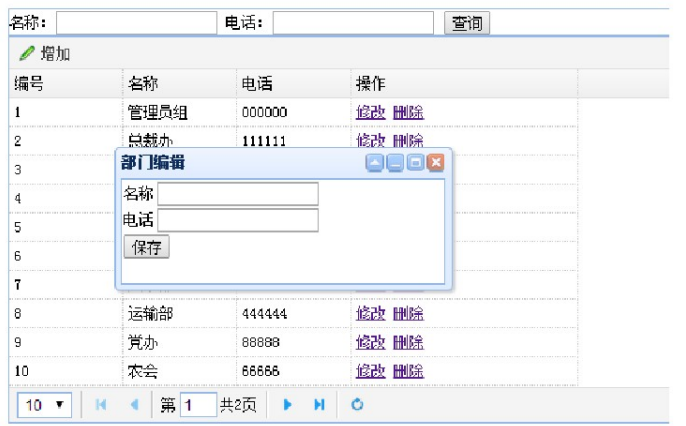 名称： 电话： 查询
增加
编号 名称 电话 操作
1 管理员组 000000 修改 删除
2 总裁办 111111 修改 删除
部门编辑
3
名称
4
电话
5
保存
6
7
8 运输部 444444 修改 删除
9 党办 88888 修改 删除
10 农会 66666 修改 删除
10 第 1 共2页